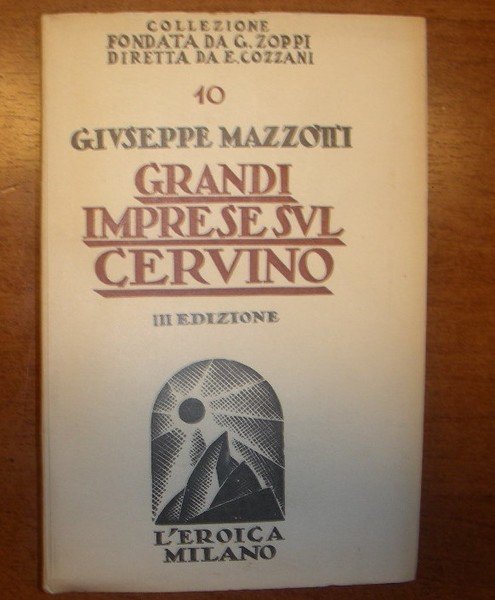 COLLEZIONE
FONDATA DA G. ZOPPI
DIRETTA DA E. COZZANI
10
GIVSEPPE MAZZOTTI
GRANDI
IMPRESE SVL
CERVINO
III EDIZIONE
L'EROICA
MILANO